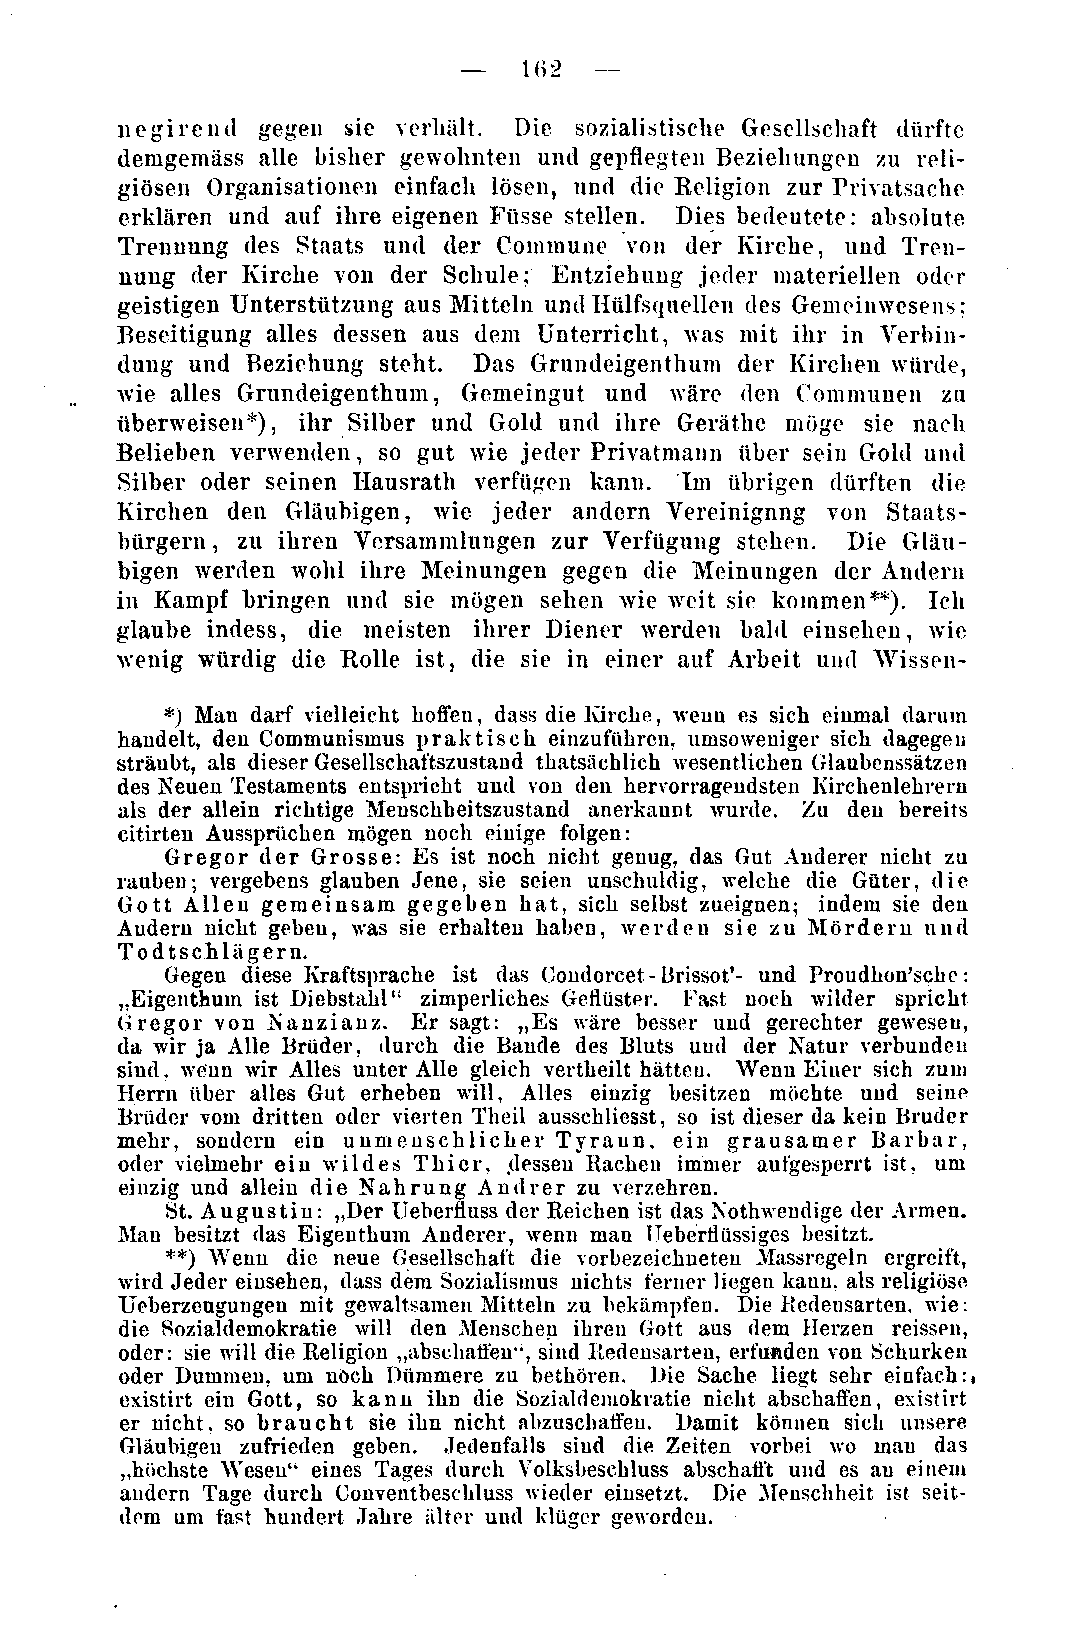 — 162 —
negirend gegen sie verhält. Die sozialistische Gesellschaft dürfte
demgemäss alle bisher gewohnten und gepflegten Beziehungen zu reli-
giösen Organisationen einfach lösen, und die Religion zur Privatsache
erklären und auf ihre eigenen Füsse stellen. Dies bedeutete: absolute
Trennung des Staats und der Commune von der Kirche, und Tren-
nung der Kirche von der Schule; Entziehung jeder materiellen oder
geistigen Unterstützung aus Mitteln und Hülfsquellen des Gemeinwesens;
Beseitigung alles dessen aus dem Unterricht, was mit ihr in Verbin-
dung und Beziehung steht. Das Grundeigenthum der Kirchen würde,
wie alles Grundeigenthum, Gemeingut und wäre den Communen zu
überweisen*), ihr Silber und Gold und ihre Geräthe möge sie nach
Belieben verwenden, so gut wie jeder Privatmann über sein Gold und
Silber oder seinen Hausrath verfügen kann. Im übrigen dürften die
Kirchen den Gläubigen, wie jeder andern Vereinignng von Staats-
bürgern, zu ihren Versammlungen zur Verfügung stehen. Die Gläu-
bigen werden wohl ihre Meinungen gegen die Meinungen der Andern
in Kampf bringen und sie mögen sehen wie weit sie kommen**). Ich
glaube indess, die meisten ihrer Diener werden bald einsehen, wie
wenig würdig die Rolle ist, die sie in einer auf Arbeit und Wissen-
*) Man darf vielleicht hoffen, dass die Kirche, wenn es sich einmal darum
handelt, den Communismus praktisch einzuführen, umsoweniger sich dagegen
sträubt, als dieser Gesellschaftszustand thatsächlich wesentlichen Glaubenssätzen
des Neuen Testaments entspricht und von den hervorragendsten Kirchenlehrern
als der allein richtige Menschheitszustand anerkannt wurde. Zu den bereits
citirten Aussprüchen mögen noch einige folgen:
Gregor der Grosse: Es ist noch nicht genug, das Gut Anderer nicht zu
rauben; vergebens glauben Jene, sie seien unschuldig, welche die Güter, die
Gott Allen gemeinsam gegeben hat, sich selbst zueignen; indem sie den
Andern nicht geben, was sie erhalten haben, werden sie zu Mördern und
Todtschlägern.
Gegen diese Kraftsprache ist das Condorcet-Brissot'- und Proudhon'sche:
„Eigenthum ist Diebstahl“ zimperliches Geflüster. Fast noch wilder spricht
Gregor von Nanzianz. Er sagt: „Es wäre besser und gerechter gewesen,
da wir ja Alle Brüder, durch die Bande des Bluts und der Natur verbunden
sind, wenn wir Alles unter Alle gleich vertheilt hätten. Wenn Einer sich zum
Herrn über alles Gut erheben will, Alles einzig besitzen möchte und seine
Brüder vom dritten oder vierten Theil ausschliesst, so ist dieser da kein Bruder
mehr, sondern ein unmenschlicher Tyrann, ein grausamer Barbar,
oder vielmehr ein wildes Thier, dessen Rachen immer aufgesperrt ist, um
einzig und allein die Nahrung Andrer zu verzehren.
St. Augustin: „Der Ueberfluss der Reichen ist das Nothwendige der Armen.
Man besitzt das Eigenthum Anderer, wenn man Ueberflüssiges besitzt.
**) Wenn die neue Gesellschaft die vorbezeichneten Massregeln ergreift,
wird Jeder einsehen, dass dem Sozialismus nichts ferner liegen kann, als religiöse
Ueberzeugungen mit gewaltsamen Mitteln zu bekämpfen. Die Redensarten, wie:
die Sozialdemokratie will den Menschen ihren Gott aus dem Herzen reissen,
oder: sie will die Religion „abschaffen“, sind Redensarten, erfunden von Schurken
oder Dummen, um noch Dümmere zu bethören. Die Sache liegt sehr einfach:
existirt ein Gott, so kann ihn die Sozialdemokratie nicht abschaffen, existirt
er nicht, so braucht sie ihn nicht abzuschaffen. Damit können sich unsere
Gläubigen zufrieden geben. Jedenfalls sind die Zeiten vorbei wo man das
„höchste Wesen“ eines Tages durch Volksbeschluss abschafft und es an einem
andern Tage durch Conventbeschluss wieder einsetzt. Die Menschheit ist seit-
dem um fast hundert Jahre älter und klüger geworden.